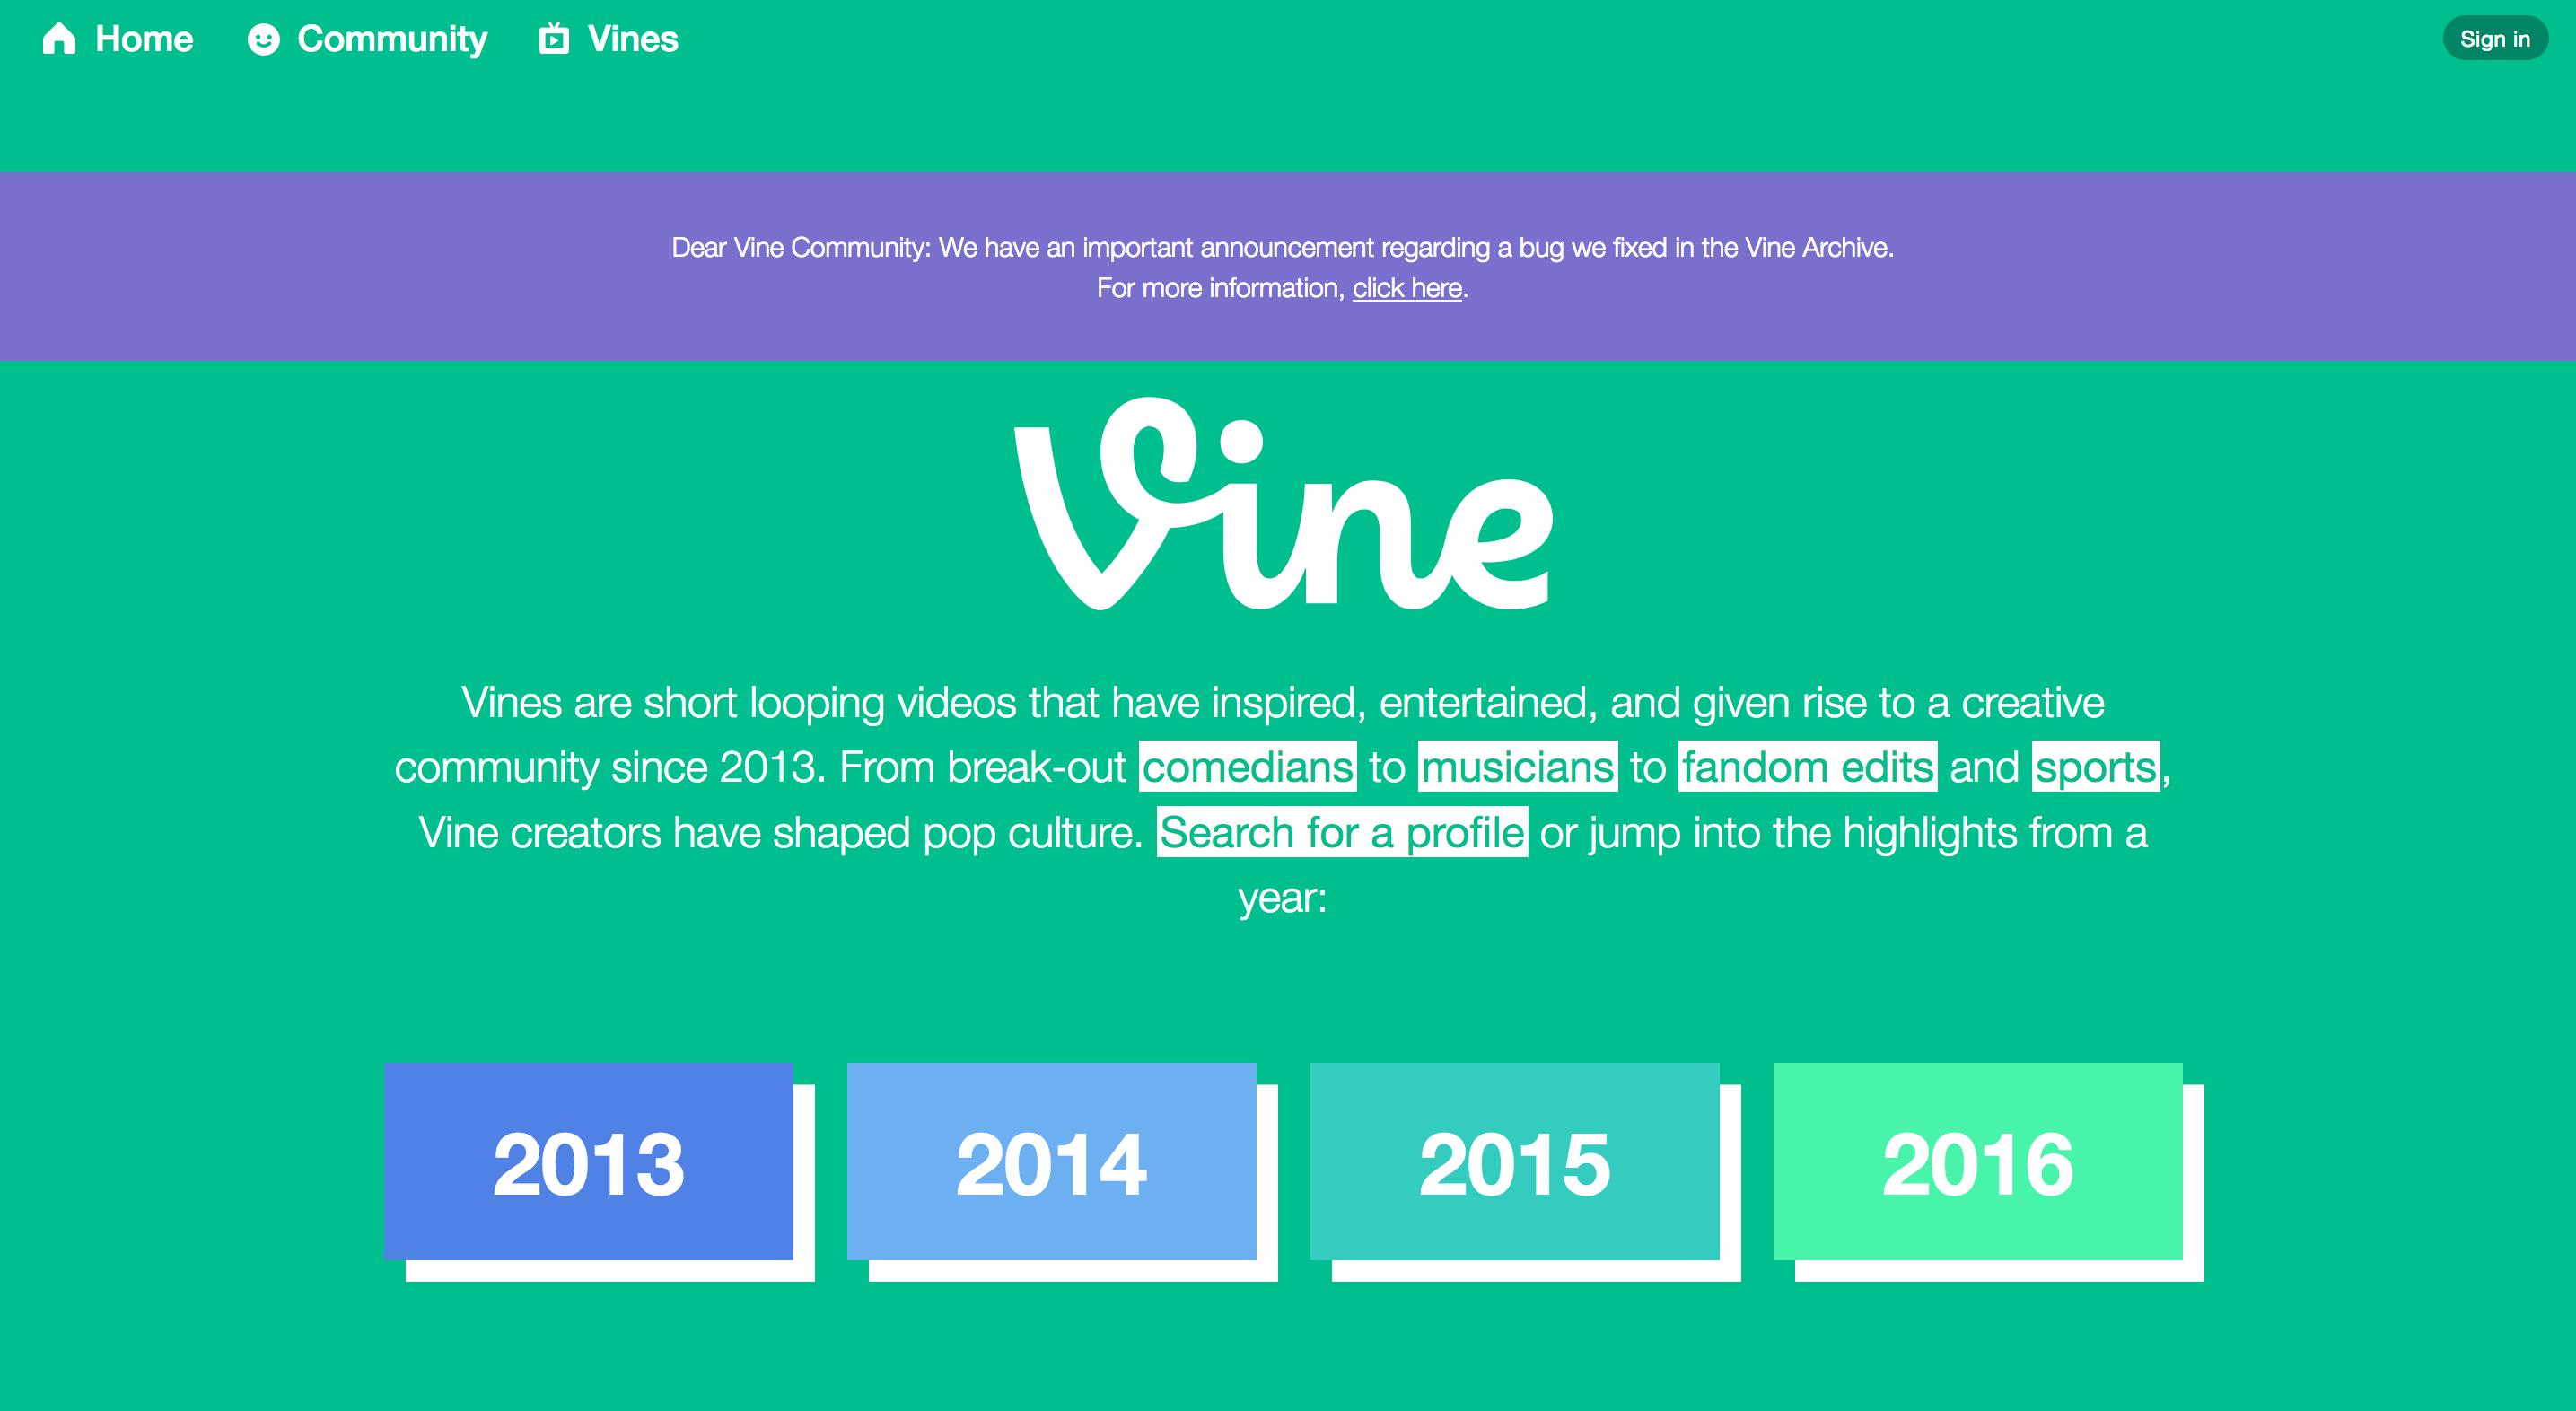 Home Community Vines Sign in
Dear Vine Community: We have an important announcement regarding a bug we fixed in the Vine Archive.
For more information, click here.
Vine
Vines are short looping videos that have inspired, entertained, and given rise to a creative
community since 2013. From break-out comedians to musicians to fandom edits and sports,
Vine creators have shaped pop culture. Search for a profile or jump into the highlights from a
year:
2013 2014 2015 2016